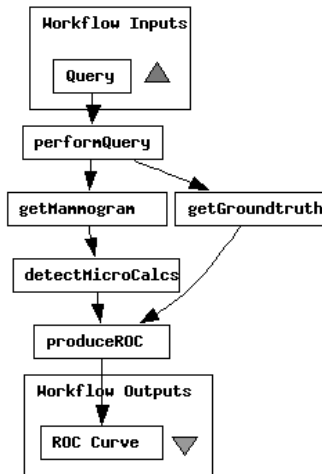 Workflow Inputs
Query
performQuery
getMammogram
getGroundtruth
detectMicroCalcs
produceROC
Workflow Outputs
ROC Curve